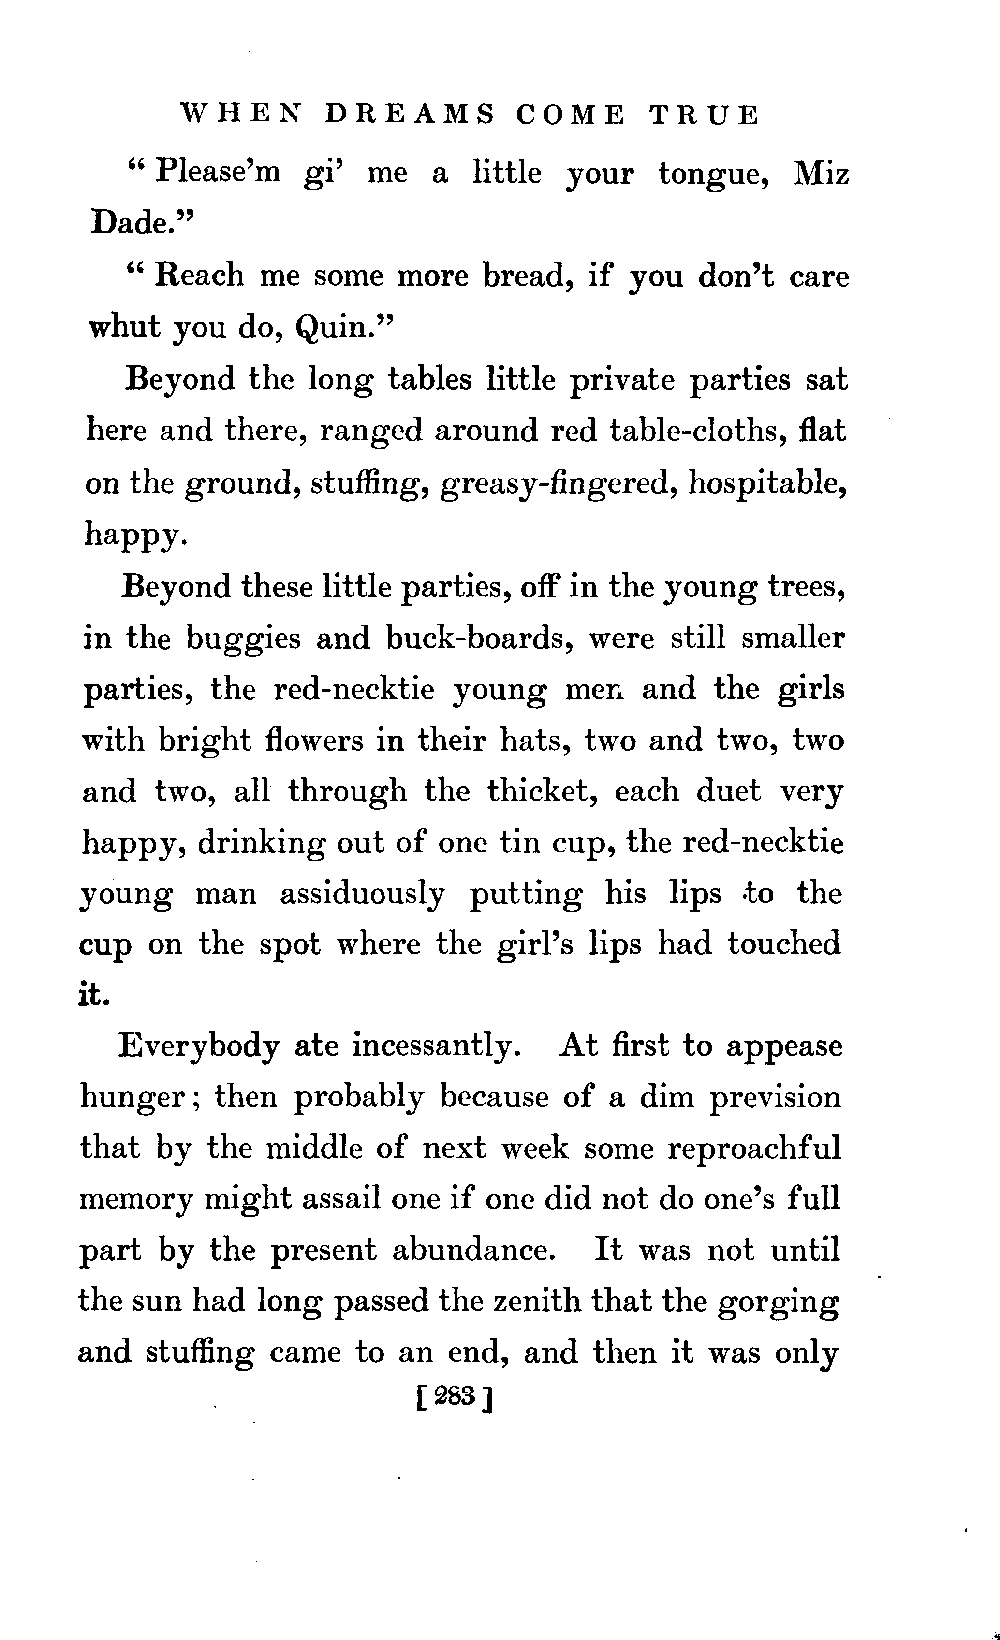 WHEN DREAMS COME TRUE
“Please’m gi’ me a little your tongue, Miz
Dade.”
“Reach me some more bread, if you don’t care
whut you do, Quin.”
Beyond the long tables little private parties sat
here and there, ranged around red table-cloths, flat
on the ground, stuffing, greasy-fingered, hospitable,
happy.
Beyond these little parties, off in the young trees,
in the buggies and buck-boards, were still smaller
parties, the red-necktie young men and the girls
with bright flowers in their hats, two and two, two
and two, all through the thicket, each duet very
happy, drinking out of one tin cup, the red-necktie
young man assiduously putting his lips to the
cup on the spot where the girl’s lips had touched
it.
Everybody ate incessantly. At first to appease
hunger; then probably because of a dim prevision
that by the middle of next week some reproachful
memory might assail one if one did not do one’s full
part by the present abundance. It was not until
the sun had long passed the zenith that the gorging
and stuffing came to an end, and then it was only
[283]